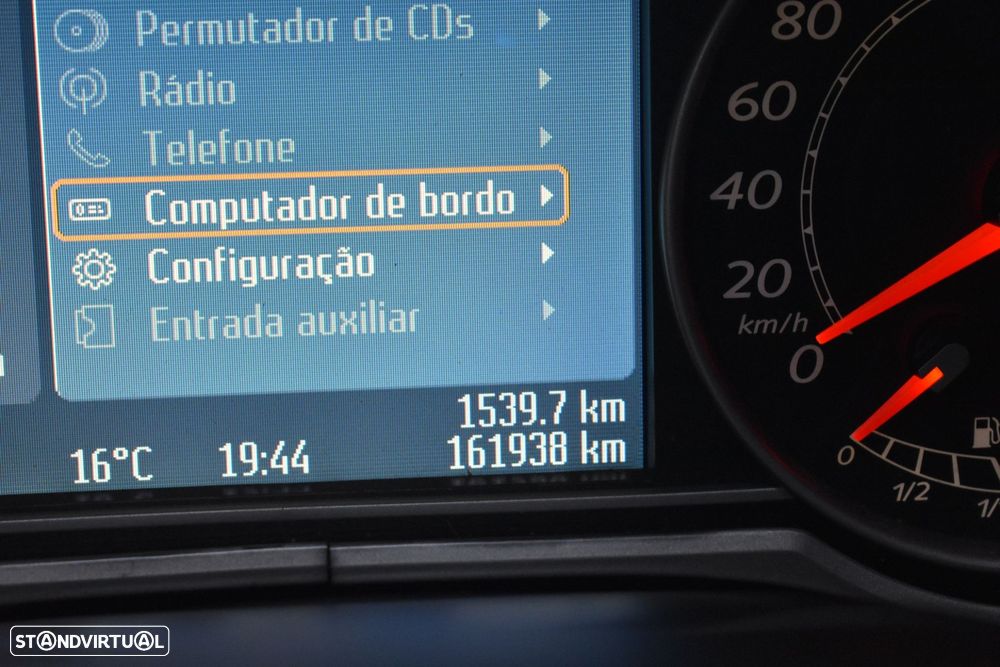 Permutador de CDs
Rádio
Telefone
Computador de bordo
Configuração
Entrada auxiliar
1539.7 km
16°C 19:44 161938 km
80
60
40
20
km/h
0
0
1/2
STANDVIRTUAL